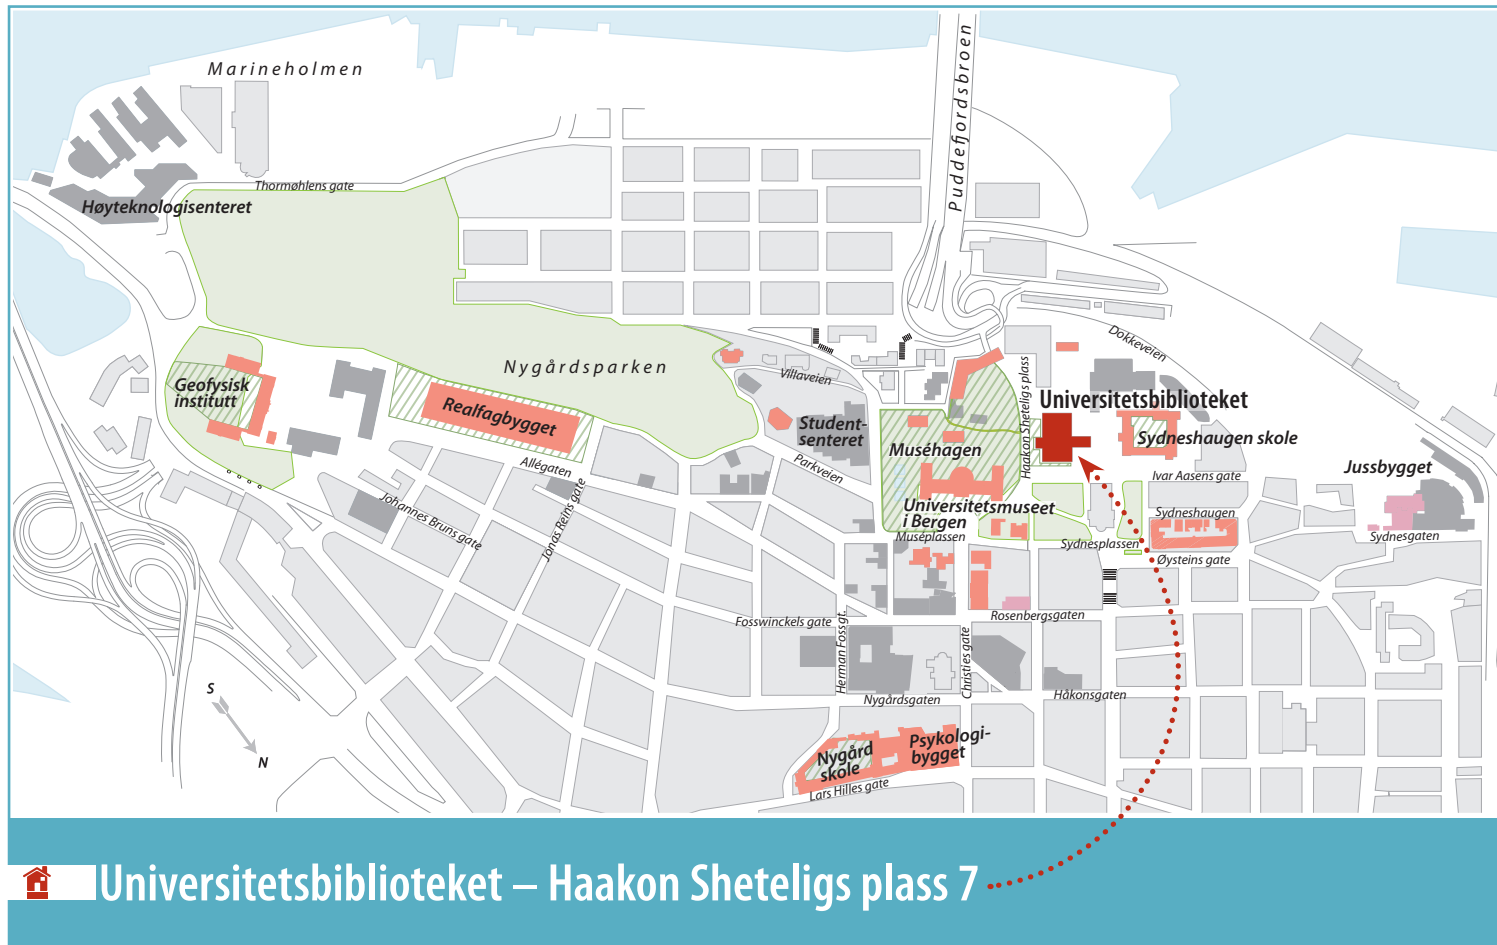 Marineholmen
Puddefjordsbroen
Thormøhlens gate
Høyteknologisenteret
Dokkeveien
Nygårdsparken
Villaveien
Haakon Sheteligs plass
Geofysisk
institutt
Realfagbygget
Universitetsbiblioteket
Student-
senteret
Muséhagen
Sydneshaugen skole
Allégaten
Parkveien
Jussbygget
Ivar Aasens gate
Johannes Bruns gate
Jonas Reins gate
Universitetsmuseet
i Bergen
Muséplassen
Sydneshaugen
Sydnesplassen
Sydnesgaten
Øysteins gate
Fosswinckels gate
Herman Foss gt.
Christies gate
Rosenbergsgaten
Nygårdsgaten
Håkonsgaten
S
N
Nygård
skole
Psykologi-
bygget
Lars Hilles gate
Universitetsbiblioteket – Haakon Sheteligs plass 7